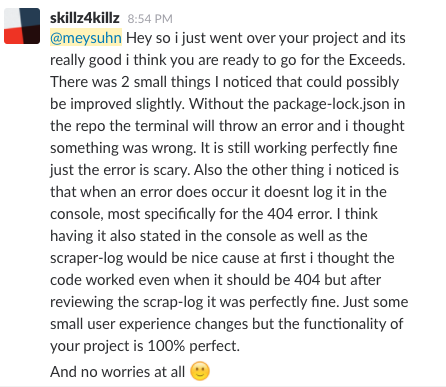 skillz4killz 8:54 PM
@meysuhn Hey so i just went over your project and its
really good i think you are ready to go for the Exceeds.
There was 2 small things I noticed that could possibly
be improved slightly. Without the package-lock.json in
the repo the terminal will throw an error and i thought
something was wrong. It is still working perfectly fine
just the error is scary. Also the other thing i noticed is
that when an error does occur it doesnt log it in the
console, most specifically for the 404 error. I think
having it also stated in the console as well as the
scraper-log would be nice cause at first i thought the
code worked even when it should be 404 but after
reviewing the scrap-log it was perfectly fine. Just some
small user experience changes but the functionality of
your project is 100% perfect.
And no worries at all 🙂